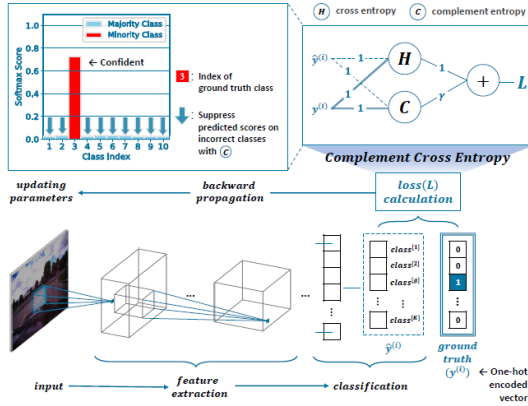 H cross entropy C complement entropy
Majority Class
Minority Class
← Confident
Softmax Score
1.0
0.8
0.6
0.4
0.2
0.0
1 2 3 4 5 6 7 8 9 10
Class Index
3 : Index of
ground truth class
: Suppress
predicted scores on
incorrect classes
with C
ŷ(i) 1 H 1
1 1 + L
y(i) 1 C γ
Complement Cross Entropy
updating
parameters
backward
propagation
loss(L)
calculation
... ...
class[1]
class[2]
class[g]
⋮ ⋮
class[K]
0
0
1
⋮
0
ŷ(i)
ground
truth
(y(i))
← One-hot
encoded
vector
input
feature
extraction
classification